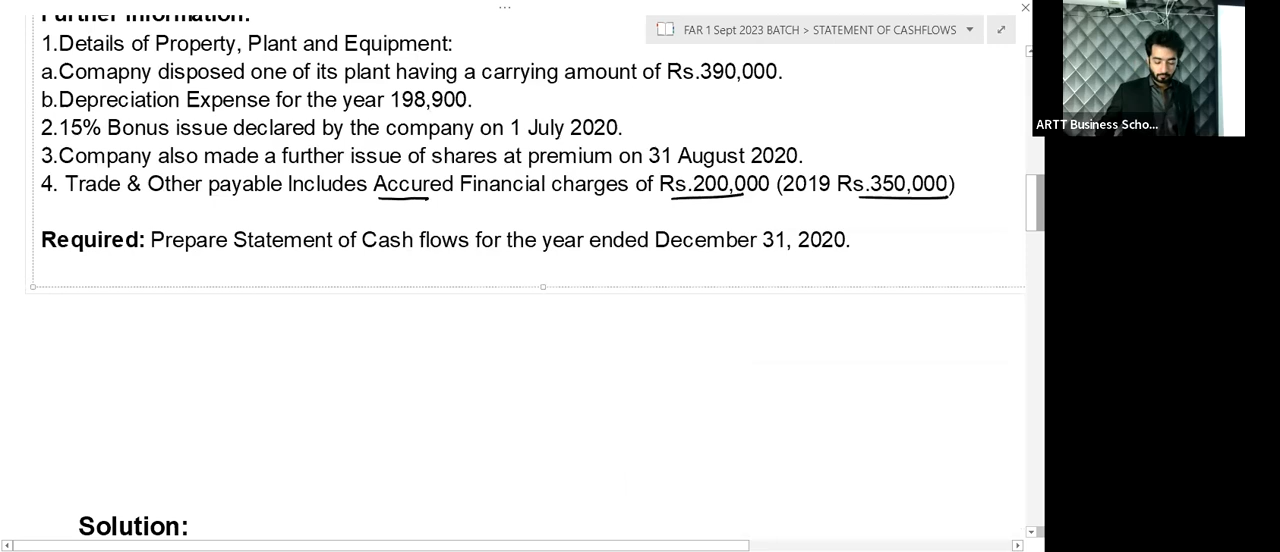 Further Information:
1.Details of Property, Plant and Equipment:
FAR 1 Sept 2023 BATCH > STATEMENT OF CASHFLOWS
a.Comapny disposed one of its plant having a carrying amount of Rs.390,000.
b.Depreciation Expense for the year 198,900.
2.15% Bonus issue declared by the company on 1 July 2020.
3.Company also made a further issue of shares at premium on 31 August 2020.
4. Trade & Other payable Includes Accured Financial charges of Rs.200,000 (2019 Rs.350,000)
Required: Prepare Statement of Cash flows for the year ended December 31, 2020.
Solution:
ARTT Business Scho...